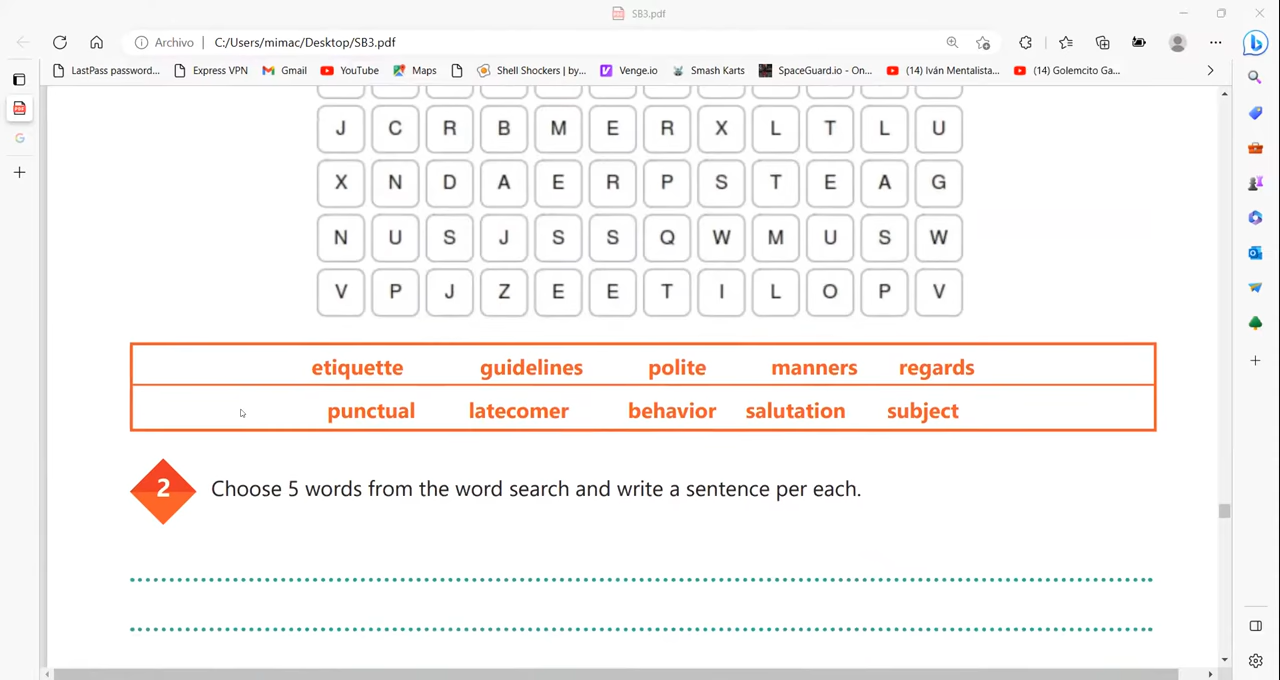 SB3.pdf
Archivo C:/Users/mimac/Desktop/SB3.pdf
LastPass password... Express VPN Gmail YouTube Maps Shell Shockers | by... Venge.io Smash Karts SpaceGuard.io - On... (14) Iván Mentalista... (14) Golemcito Ga...
J C R B M E R X L T L U
X N D A E R P S T E A G
N U S J S S Q W M U S W
V P J Z E E T I L O P V
etiquette guidelines polite manners regards
punctual latecomer behavior salutation subject
2 Choose 5 words from the word search and write a sentence per each.